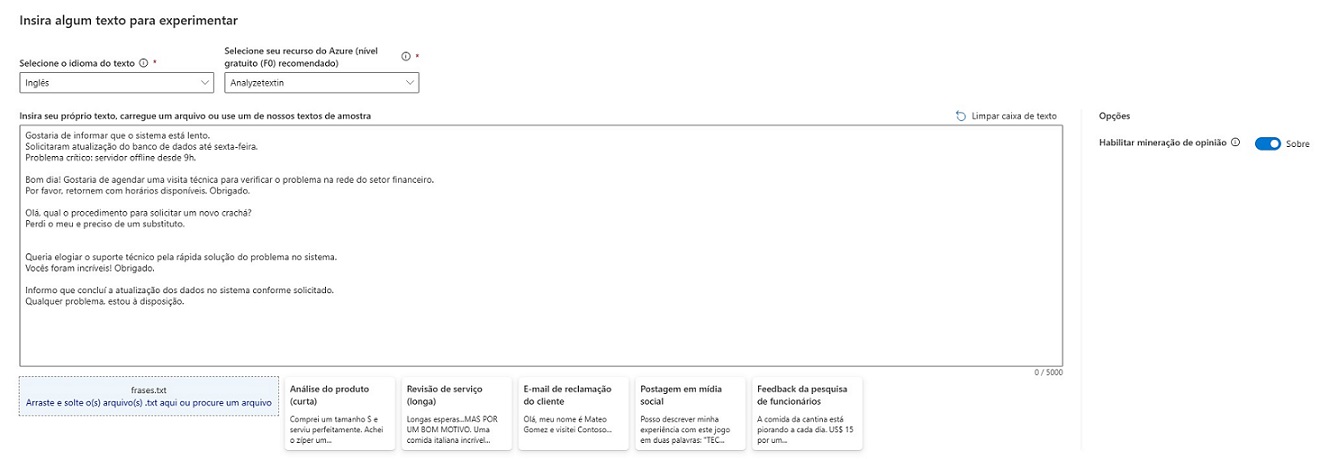 Insira algum texto para experimentar
Selecione o idioma do texto *
Selecione seu recurso do Azure (nível
gratuito (F0) recomendado) *
Inglês
Analyzetextin
Insira seu próprio texto, carregue um arquivo ou use um de nossos textos de amostra
Limpar caixa de texto
Gostaria de informar que o sistema está lento.
Solicitaram atualização do banco de dados até sexta-feira.
Problema crítico: servidor offline desde 9h.
Bom dia! Gostaria de agendar uma visita técnica para verificar o problema na rede do setor financeiro.
Por favor, retornem com horários disponíveis. Obrigado.
Olá, qual o procedimento para solicitar um novo crachá?
Perdi o meu e preciso de um substituto.
Queria elogiar o suporte técnico pela rápida solução do problema no sistema.
Vocês foram incríveis! Obrigado.
Informo que concluí a atualização dos dados no sistema conforme solicitado.
Qualquer problema, estou à disposição.
0 / 5000
Opções
Habilitar mineração de opinião
Sobre
frases.txt
Arraste e solte o(s) arquivo(s) .txt aqui ou procure um arquivo
Análise do produto
(curta)
Comprei um tamanho S e
serviu perfeitamente. Achei
o zíper um...
Revisão de serviço
(longa)
Longas esperas...MAS POR
UM BOM MOTIVO. Uma
comida italiana incrível...
E-mail de reclamação
do cliente
Olá, meu nome é Mateo
Gomez e visitei Contoso...
Postagem em mídia
social
Posso descrever minha
experiência com este jogo
em duas palavras: "TEC...
Feedback da pesquisa
de funcionários
A comida da cantina está
piorando a cada dia. US$ 15
por um...